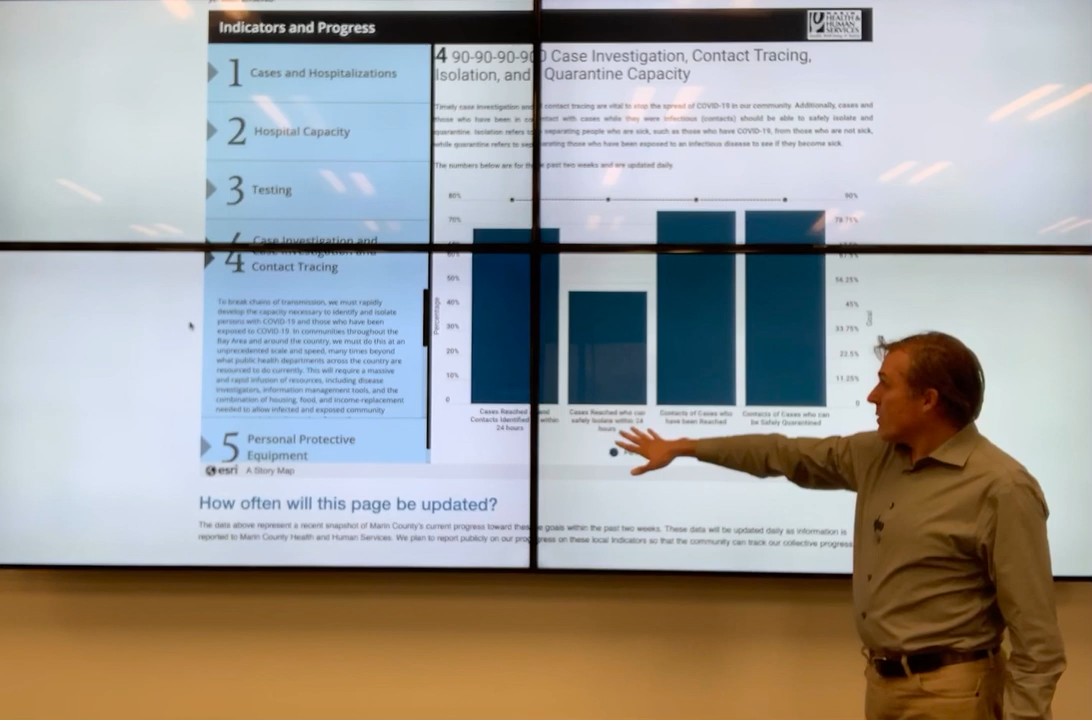 Indicators and Progress
MARIN
HEALTH &
HUMAN
SERVICES
1 Cases and Hospitalizations
2 Hospital Capacity
3 Testing
4 Case Investigation and
Contact Tracing
To break chains of transmission, we must rapidly
develop the capacity necessary to identify and isolate
persons with COVID-19 and those who have been
exposed to COVID-19. In communities throughout the
Bay Area and around the country, we must do this at an
unprecedented scale and speed, many times beyond
what public health departments across the country are
resourced to do currently. This will require a massive
and rapid infusion of resources, including disease
investigators, information management tools, and the
combination of housing, food, and income-replacement
needed to allow infected and exposed community
5 Personal Protective
Equipment
esri A Story Map
4 90-90-90-90 Case Investigation, Contact Tracing,
Isolation, and Quarantine Capacity
Timely case investigation and contact tracing are vital to stop the spread of COVID-19 in our community. Additionally, cases and
those who have been in contact with cases while they were infectious (contacts) should be able to safely isolate and
quarantine. Isolation refers to separating people who are sick, such as those who have COVID-19, from those who are not sick,
while quarantine refers to separating those who have been exposed to an infectious disease to see if they become sick.
The numbers below are for the past two weeks and are updated daily.
80%
70%
50%
40%
30%
20%
10%
0
Percentage
90%
78.75%
67.5%
56.25%
45%
33.75%
22.5%
11.25%
0
Goal
Cases Reached and
Contacts Identified within
24 hours
Cases Reached who can
safely Isolate within 24
hours
Contacts of Cases who
have been Reached
Contacts of Cases who can
be Safely Quarantined
How often will this page be updated?
The data above represent a recent snapshot of Marin County's current progress toward these goals within the past two weeks. These data will be updated daily as information is
reported to Marin County Health and Human Services. We plan to report publicly on our progress on these local indicators so that the community can track our collective progress